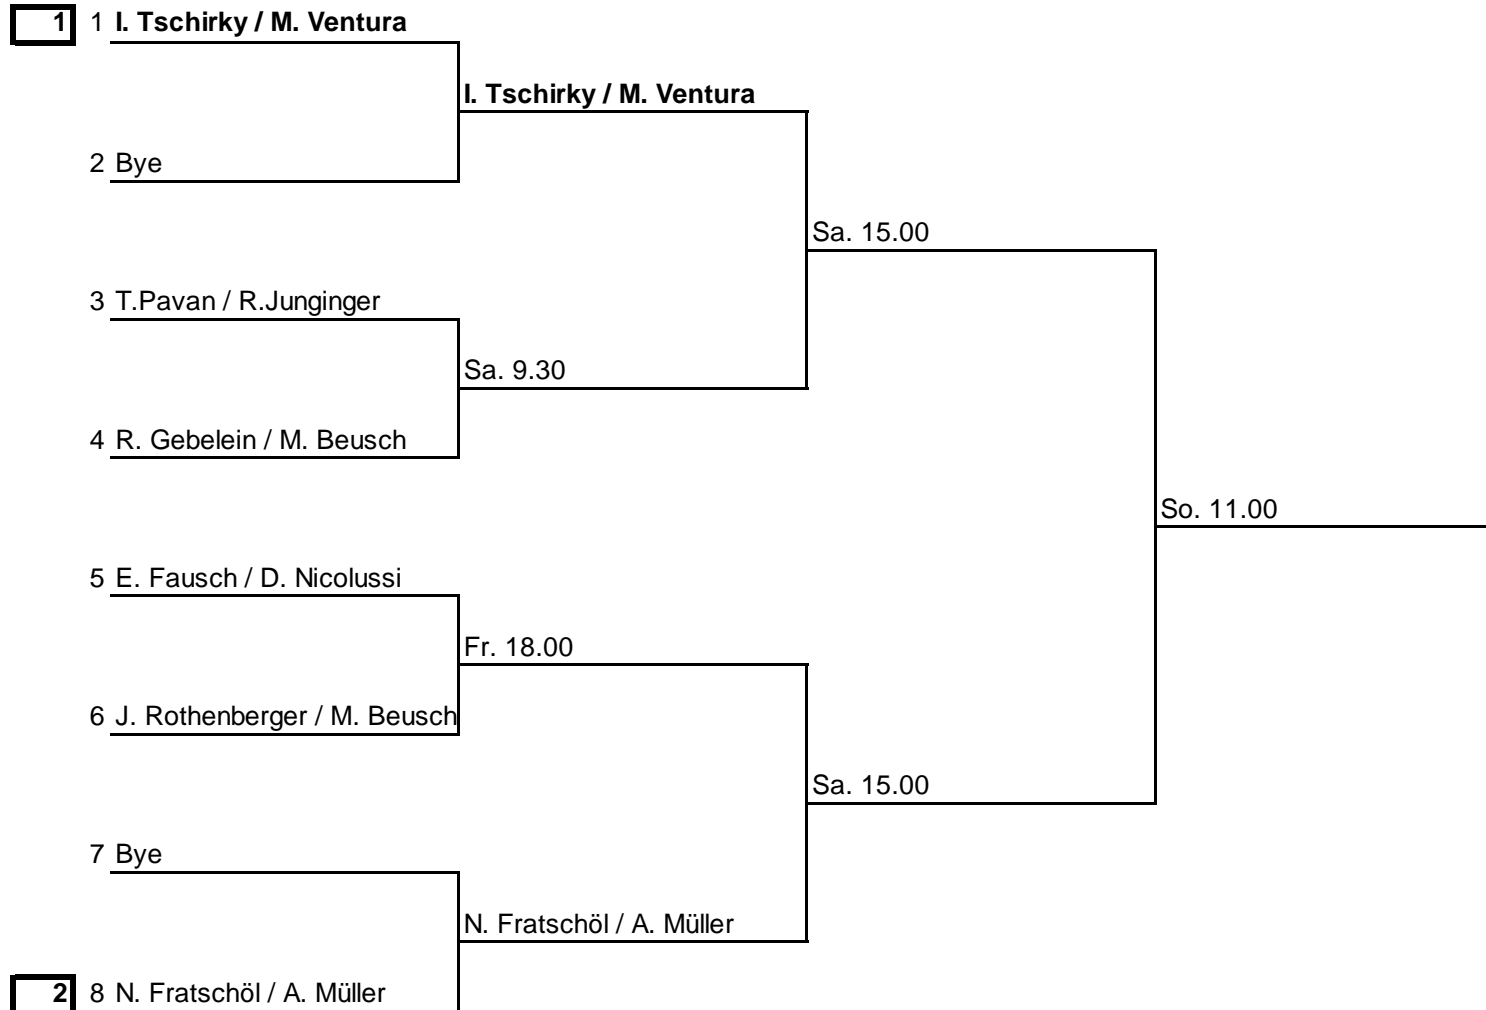 1 1 I. Tschirky / M. Ventura
I. Tschirky / M. Ventura
2 Bye
Sa. 15.00
3 T.Pavan / R.Junginger
Sa. 9.30
4 R. Gebelein / M. Beusch
So. 11.00
5 E. Fausch / D. Nicolussi
Fr. 18.00
6 J. Rothenberger / M. Beusch
Sa. 15.00
7 Bye
N. Fratschöl / A. Müller
2 8 N. Fratschöl / A. Müller